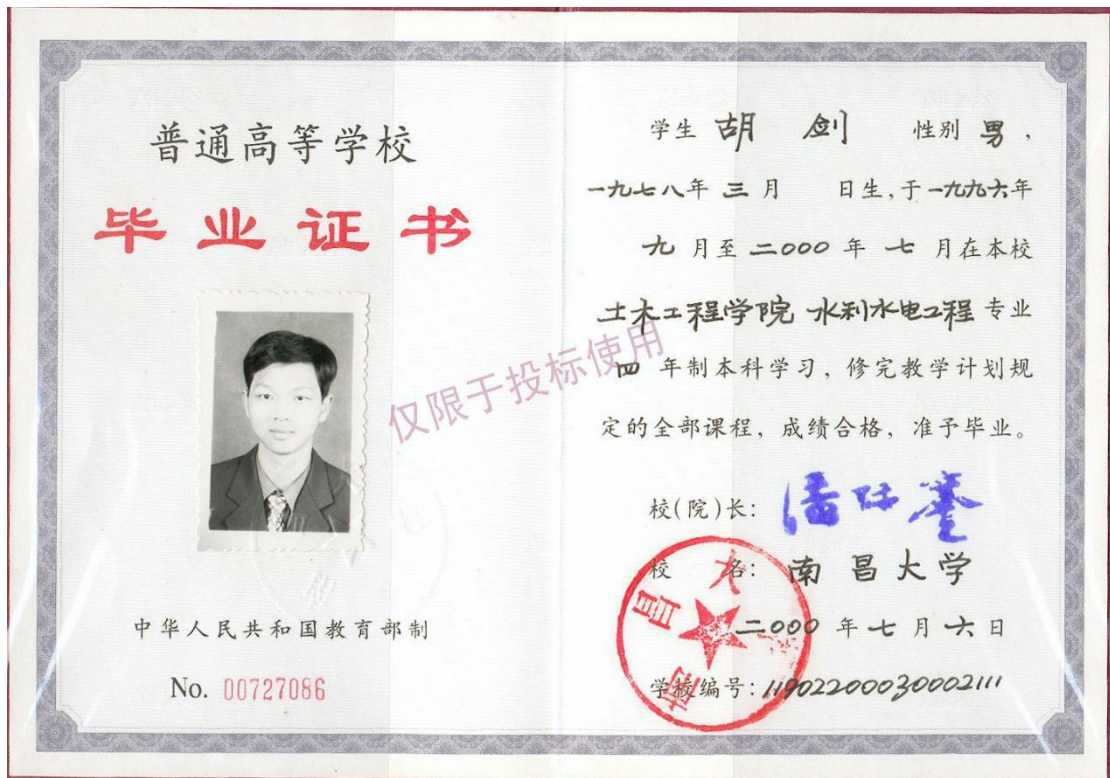 普通高等学校
毕业证书
中华人民共和国教育部制
No. 00727086
学生 胡 剑 性别 男，
一九七八年 三 月 日生，于一九九六年
九 月至 二000 年 七 月在本校
土木工程学院 水利水电工程 专业
四 年制本科学习，修完教学计划规
定的全部课程，成绩合格，准予毕业。
校(院)长：
校 名：南昌大学
二000 年 七 月 六 日
学校编号：11902200030002111
仅限于投标使用
南昌大